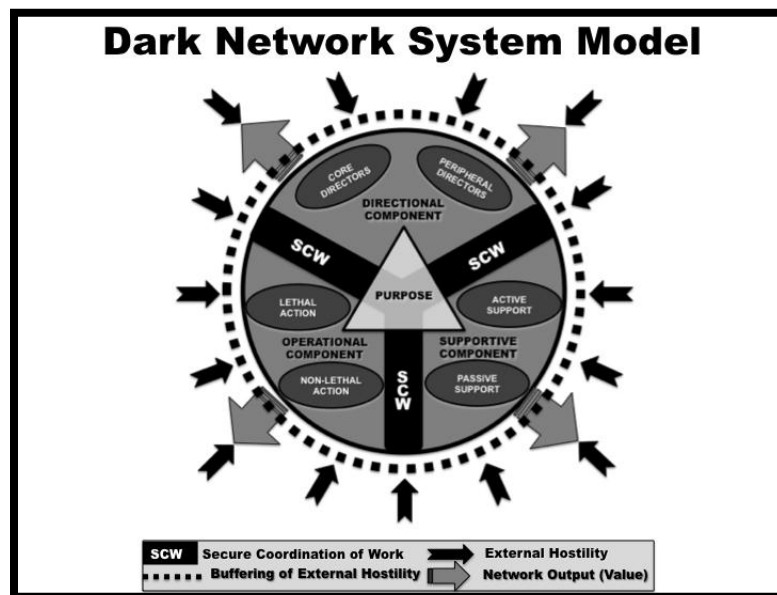 Dark Network System Model
CORE
DIRECTORS
PERIPHERAL
DIRECTORS
DIRECTIONAL
COMPONENT
SCW
SCW
PURPOSE
LETHAL
ACTION
ACTIVE
SUPPORT
OPERATIONAL
COMPONENT
SUPPORTIVE
COMPONENT
NON-LETHAL
ACTION
SCW
PASSIVE
SUPPORT
SCW Secure Coordination of Work External Hostility
Buffering of External Hostility Network Output (Value)